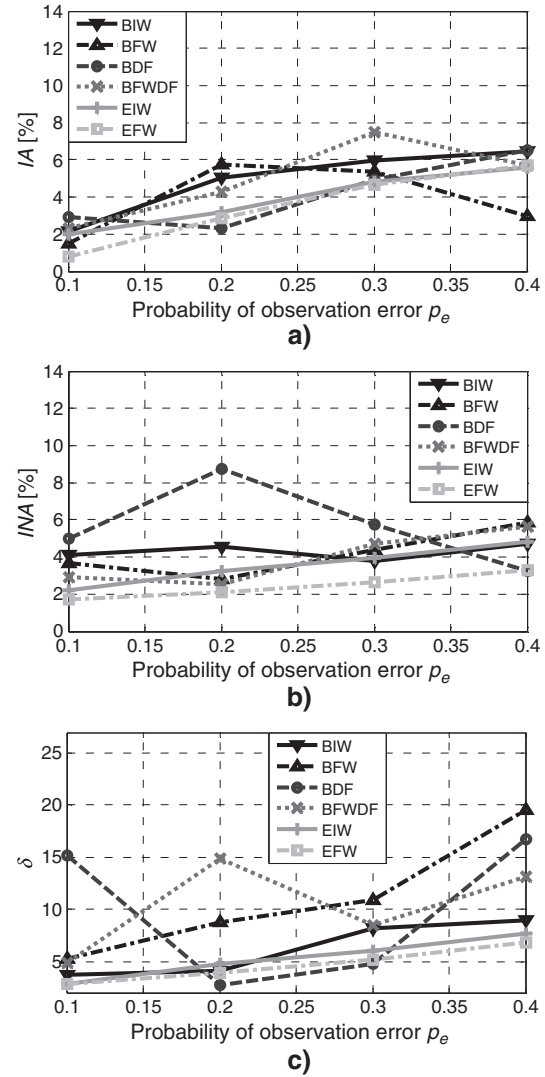 14
12
10
8
6
4
2
0
IA [%]
BIW
BFW
BDF
BFWDF
EIW
EFW
0.1 0.15 0.2 0.25 0.3 0.35 0.4
Probability of observation error pe
a)
14
12
10
8
6
4
2
0
INA [%]
BIW
BFW
BDF
BFWDF
EIW
EFW
0.1 0.15 0.2 0.25 0.3 0.35 0.4
Probability of observation error pe
b)
25
20
15
10
5
δ
BIW
BFW
BDF
BFWDF
EIW
EFW
0.1 0.15 0.2 0.25 0.3 0.35 0.4
Probability of observation error pe
c)